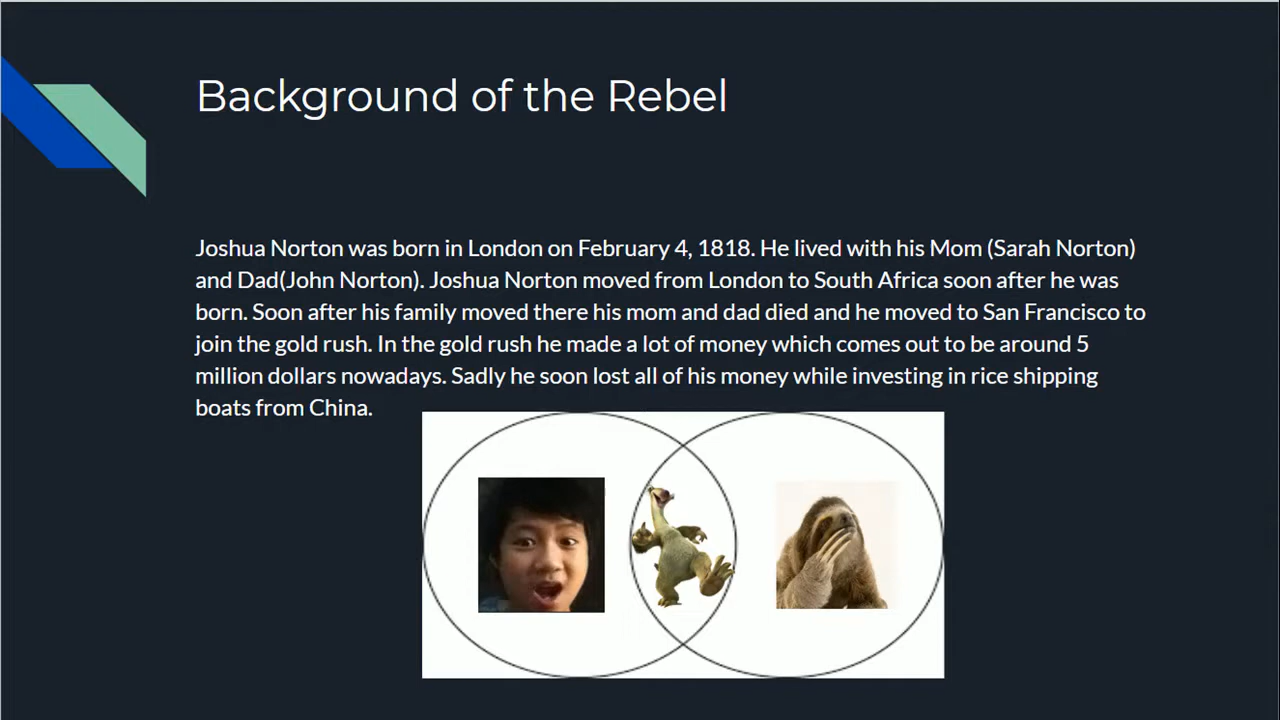 Background of the Rebel
Joshua Norton was born in London on February 4, 1818. He lived with his Mom (Sarah Norton)
and Dad(John Norton). Joshua Norton moved from London to South Africa soon after he was
born. Soon after his family moved there his mom and dad died and he moved to San Francisco to
join the gold rush. In the gold rush he made a lot of money which comes out to be around 5
million dollars nowadays. Sadly he soon lost all of his money while investing in rice shipping
boats from China.